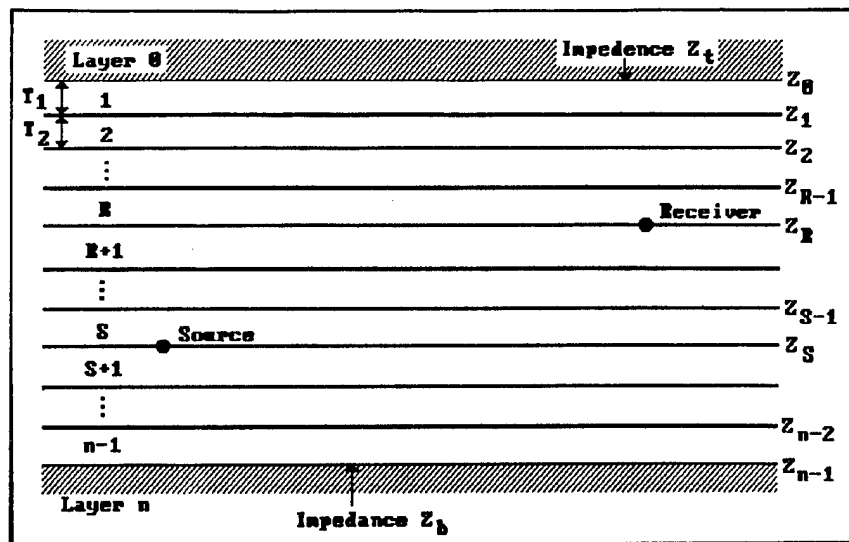 Layer 0
Impedence Z_t
Z_0
T_1
1
Z_1
T_2
2
Z_2
⋮
Z_R-1
R
Receiver
Z_R
R+1
⋮
Z_S-1
S
Source
Z_S
S+1
⋮
Z_n-2
n-1
Z_n-1
Layer n
Impedance Z_b